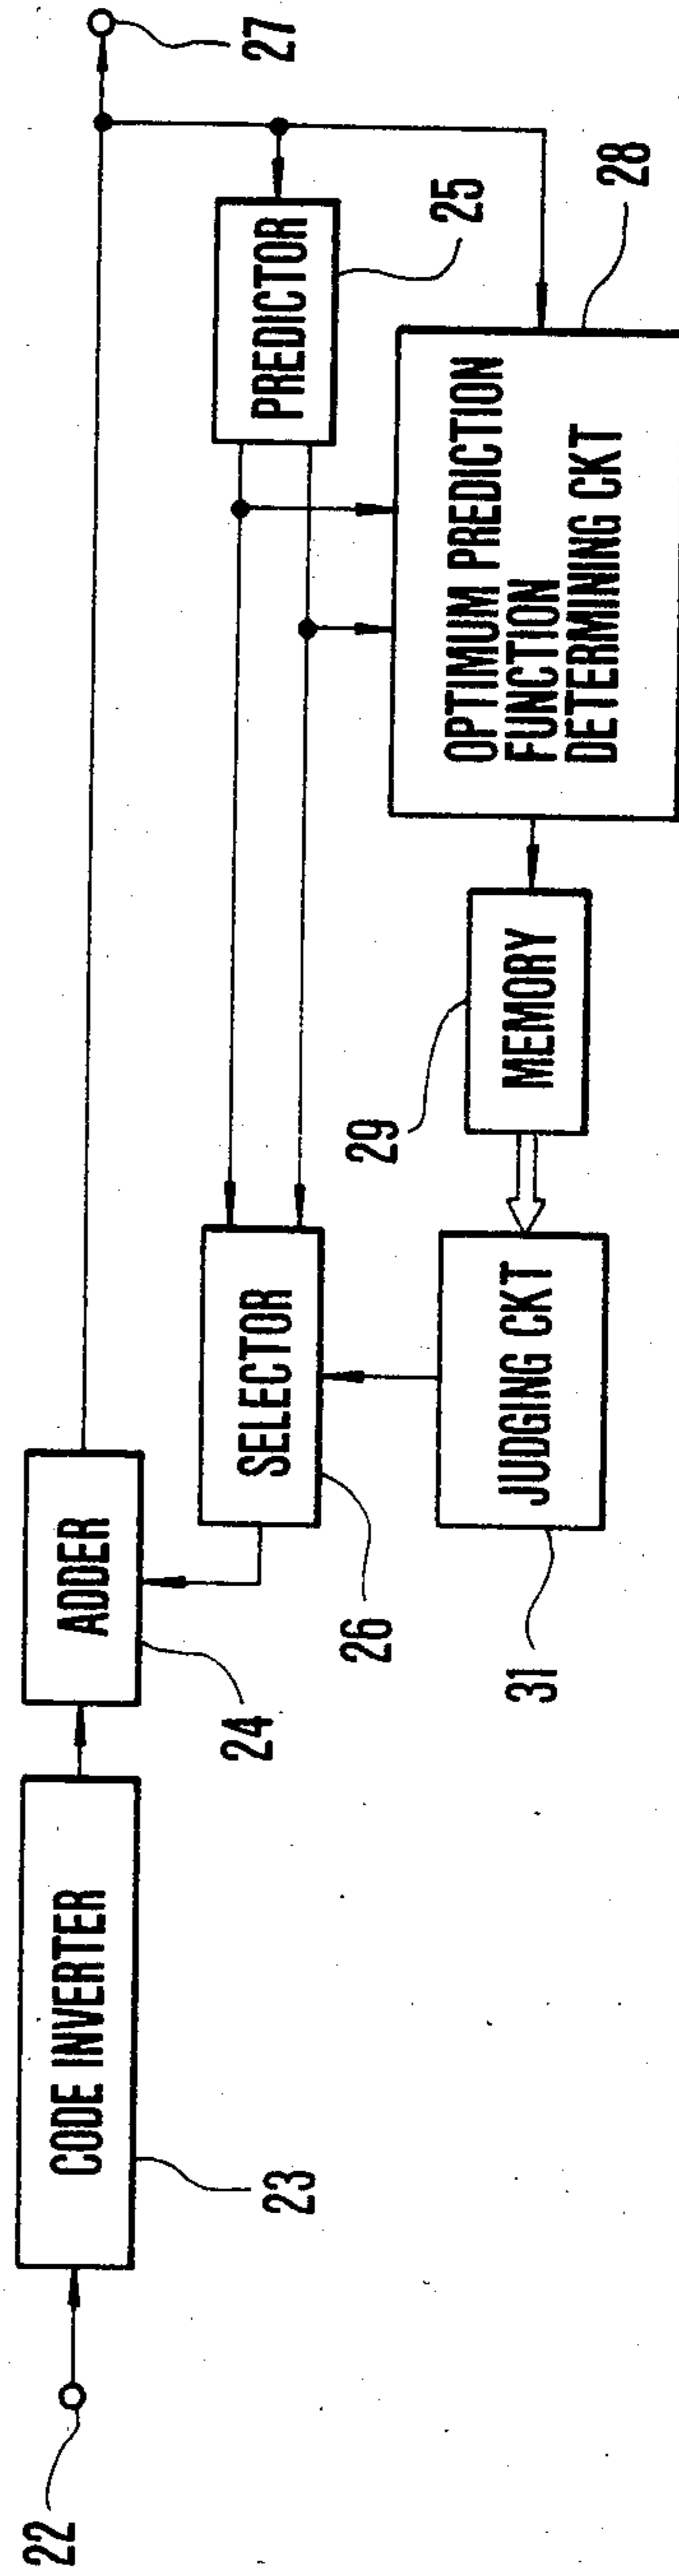 22
CODE INVERTER
23
ADDER
24
27
SELECTOR
26
PREDICTOR
25
JUDGING CKT
31
MEMORY
29
OPTIMUM PREDICTION
FUNCTION
DETERMINING CKT
28